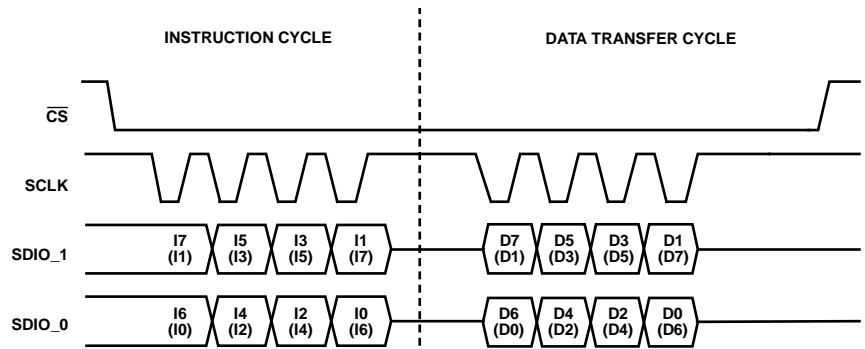 INSTRUCTION CYCLE DATA TRANSFER CYCLE
CS
SCLK
SDIO_1 I7 I5 I3 I1 D7 D5 D3 D1
(I1) (I3) (I5) (I7) (D1) (D3) (D5) (D7)
SDIO_0 I6 I4 I2 I0 D6 D4 D2 D0
(I0) (I2) (I4) (I6) (D0) (D2) (D4) (D6)